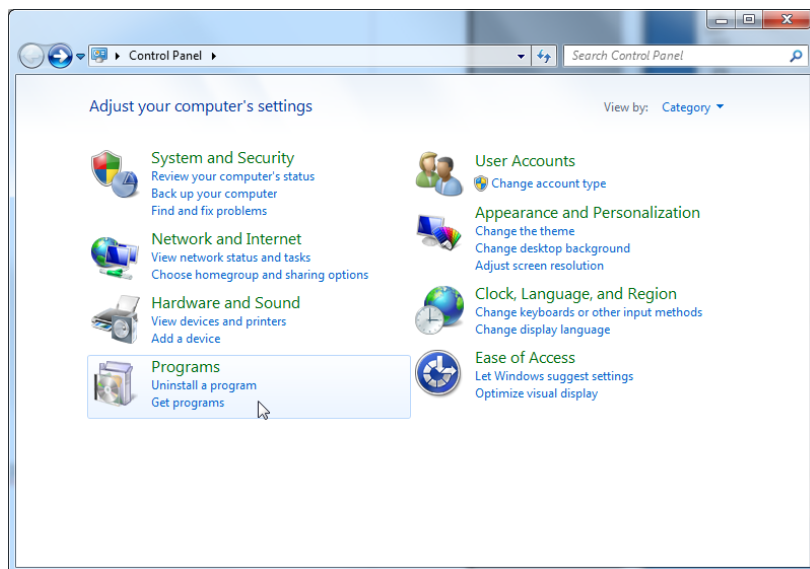 Control Panel
Search Control Panel
Adjust your computer's settings
View by: Category
System and Security
Review your computer's status
Back up your computer
Find and fix problems
Network and Internet
View network status and tasks
Choose homegroup and sharing options
Hardware and Sound
View devices and printers
Add a device
Programs
Uninstall a program
Get programs
User Accounts
Change account type
Appearance and Personalization
Change the theme
Change desktop background
Adjust screen resolution
Clock, Language, and Region
Change keyboards or other input methods
Change display language
Ease of Access
Let Windows suggest settings
Optimize visual display